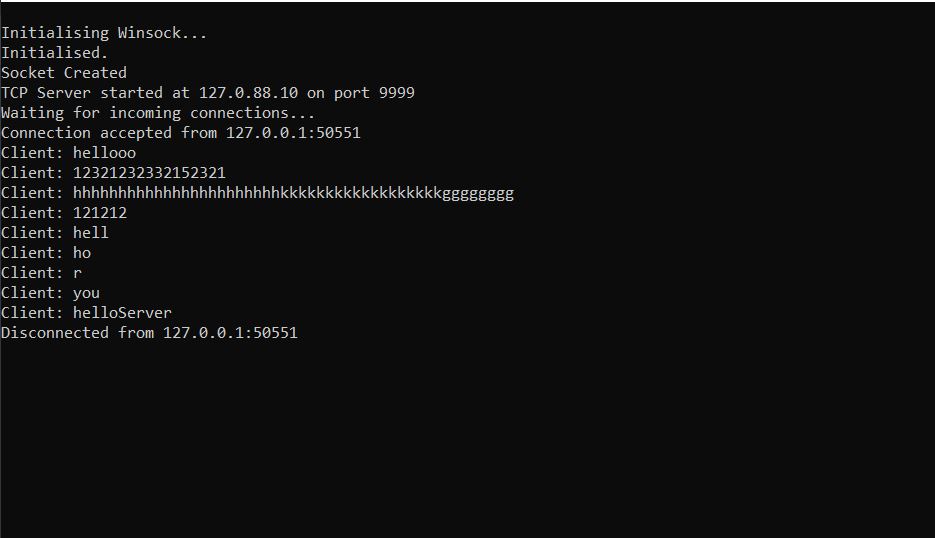 Initialising Winsock...
Initialised.
Socket Created
TCP Server started at 127.0.88.10 on port 9999
Waiting for incoming connections...
Connection accepted from 127.0.0.1:50551
Client: hellooo
Client: 12321232332152321
Client: hhhhhhhhhhhhhhhhhhhhhhhkkkkkkkkkkkkkkkkkkgggggggg
Client: 121212
Client: hell
Client: ho
Client: r
Client: you
Client: helloServer
Disconnected from 127.0.0.1:50551